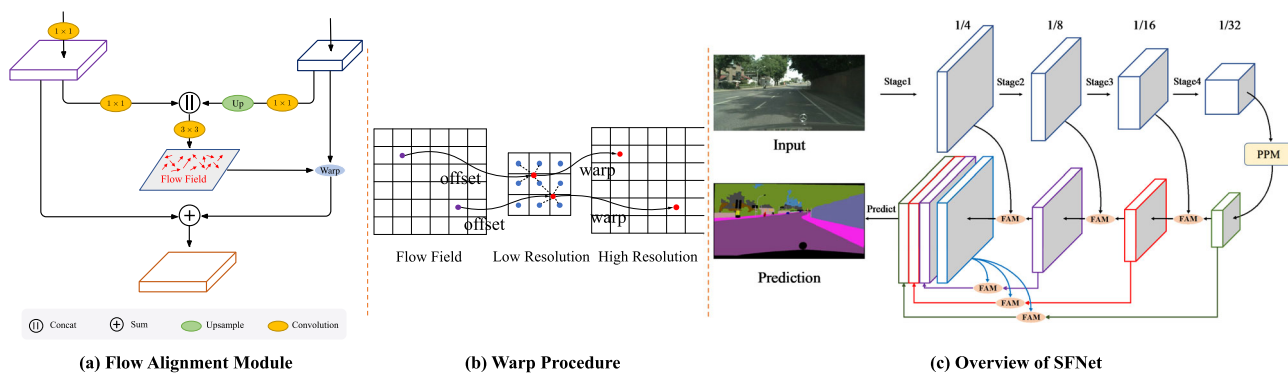 1 × 1
1 × 1
Up
1 × 1
3 × 3
Flow Field
Warp
Concat
Sum
Upsample
Convolution
(a) Flow Alignment Module
offset
warp
offset
warp
Flow Field
Low Resolution
High Resolution
(b) Warp Procedure
1/4
1/8
1/16
1/32
Stage1
Stage2
Stage3
Stage4
Input
PPM
Predict
FAM
FAM
FAM
Prediction
FAM
FAM
FAM
(c) Overview of SFNet